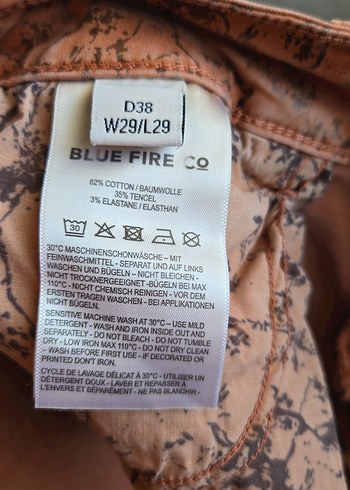 D38
W29/L29
BLUE FIRE CO
62% COTTON / BAUMWOLLE
35% TENCEL
3% ELASTANE / ELASTHAN
30
30°C MASCHINENSCHONWÄSCHE – MIT
FEINWASCHMITTEL - SEPARAT UND AUF LINKS
WASCHEN UND BÜGELN – NICHT BLEICHEN -
NICHT TROCKNERGEEIGNET -BÜGELN BEI MAX
110°C - NICHT CHEMISCH REINIGEN - VOR DEM
ERSTEN TRAGEN WASCHEN - BEI APPLIKATIONEN
NICHT BÜGELN.
SENSITIVE MACHINE WASH AT 30°C – USE MILD
DETERGENT - WASH AND IRON INSIDE OUT AND
SEPARATELY - DO NOT BLEACH - DO NOT TUMBLE
DRY - LOW IRON MAX 110°C - DO NOT DRY CLEAN
– WASH BEFORE FIRST USE - IF DECORATED OR
PRINTED DON'T IRON.
CYCLE DE LAVAGE DÉLICAT À 30°C - UTILISER UN
DÉTERGENT DOUX - LAVER ET REPASSER À
L'ENVERS ET SÉPARÉMENT - NE PAS BLANCHIR -